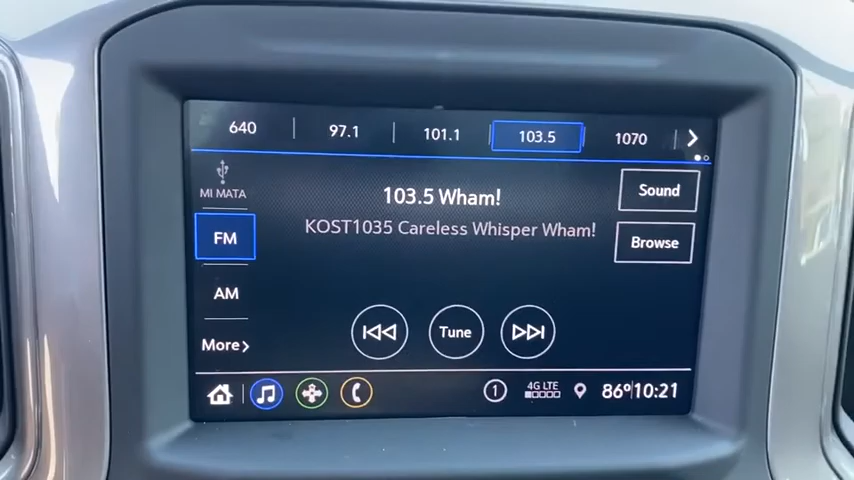 640 97.1 101.1 103.5 1070
MI MATA
103.5 Wham!
Sound
FM
KOST1035 Careless Whisper Wham!
Browse
AM
More
Tune
1 4G LTE 86° 10:21